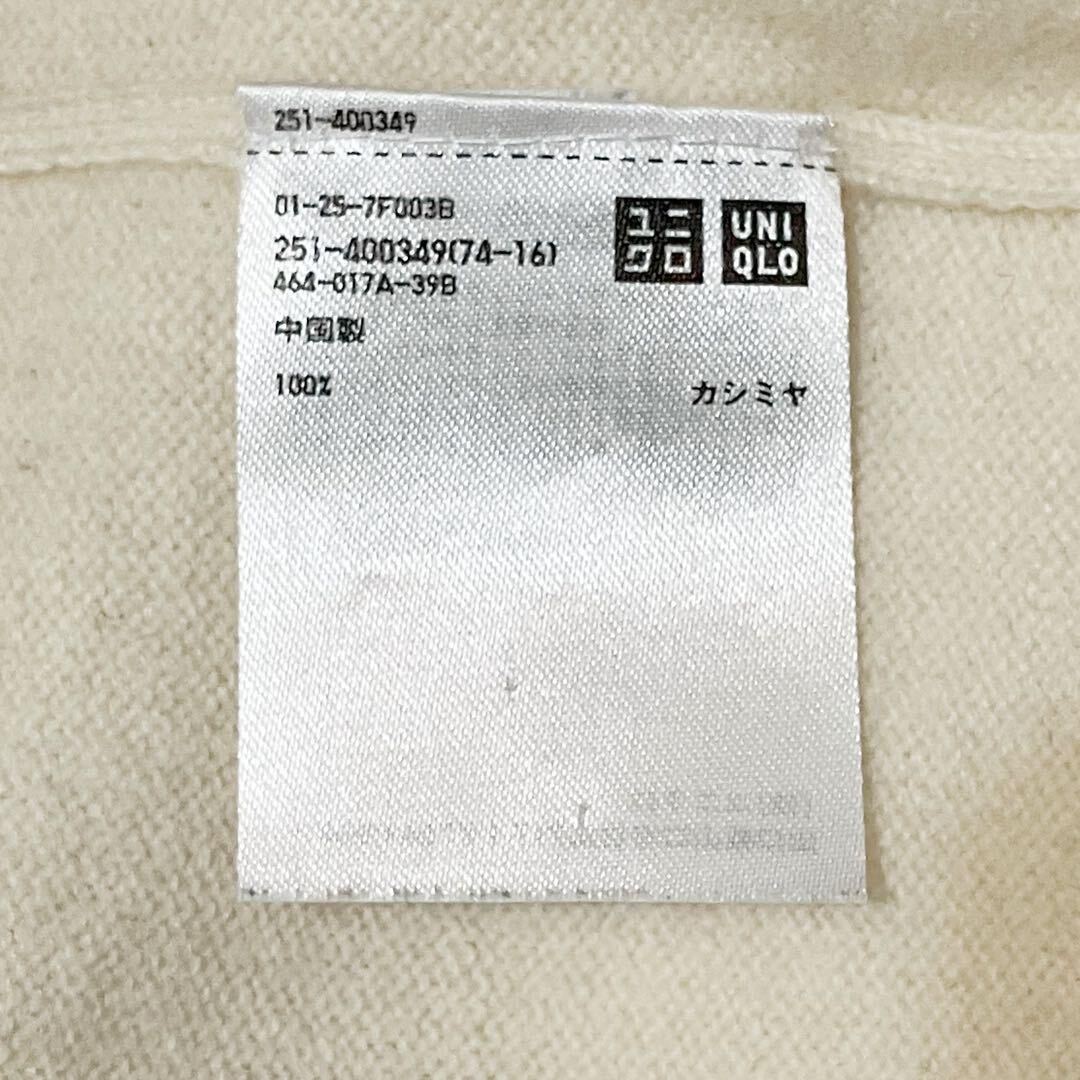 251-400349
01-25-7F003B
251-400349(74-16)
464-017A-39B
ユニ
クロ
UNI
QLO
中国製
100% カシミヤ